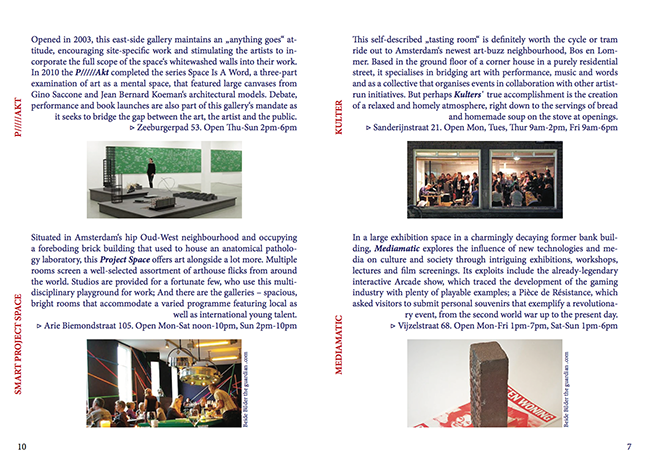 P/////AKT
Opened in 2003, this east-side gallery maintains an „anything goes“ at-
titude, encouraging site-specific work and stimulating the artists to in-
corporate the full scope of the space's whitewashed walls into their work.
In 2010 the P/////Akt completed the series Space Is A Word, a three-part
examination of art as a mental space, that featured large canvases from
Gino Saccone and Jean Bernard Koeman's architectural models. Debate,
performance and book launches are also part of this gallery's mandate as
it seeks to bridge the gap between the art, the artist and the public.
⊳ Zeeburgerpad 53. Open Thu-Sun 2pm-6pm
SMART PROJECT SPACE
Situated in Amsterdam's hip Oud-West neighbourhood and occupying
a foreboding brick building that used to house an anatomical patholo-
gy laboratory, this Project Space offers art alongside a lot more. Multiple
rooms screen a well-selected assortment of arthouse flicks from around
the world. Studios are provided for a fortunate few, who use this multi-
disciplinary playground for work; And there are the galleries – spacious,
bright rooms that accommodate a varied programme featuring local as
well as international young talent.
⊳ Arie Biemondstraat 105. Open Mon-Sat noon-10pm, Sun 2pm-10pm
Beide Bilder the guardian .com
10
KULTER
This self-described „tasting room“ is definitely worth the cycle or tram
ride out to Amsterdam's newest art-buzz neighbourhood, Bos en Lom-
mer. Based in the ground floor of a corner house in a purely residential
street, it specialises in bridging art with performance, music and words
and as a collective that organises events in collaboration with other artist-
run initiatives. But perhaps Kulters´ true accomplishment is the creation
of a relaxed and homely atmosphere, right down to the servings of bread
and homemade soup on the stove at openings.
⊳ Sanderijnstraat 21. Open Mon, Tues, Thur 9am-2pm, Fri 9am-6pm
MEDIAMATIC
In a large exhibition space in a charmingly decaying former bank buil-
ding, Mediamatic explores the influence of new technologies and me-
dia on culture and society through intriguing exhibitions, workshops,
lectures and film screenings. Its exploits include the already-legendary
interactive Arcade show, which traced the development of the gaming
industry with plenty of playable examples; a Pièce de Résistance, which
asked visitors to submit personal souvenirs that exemplify a revolutiona-
ry event, from the second world war up to the present day.
⊳ Vijzelstraat 68. Open Mon-Fri 1pm-7pm, Sat-Sun 1pm-6pm
EEN WONING
Beide Bilder the guardian .com
7